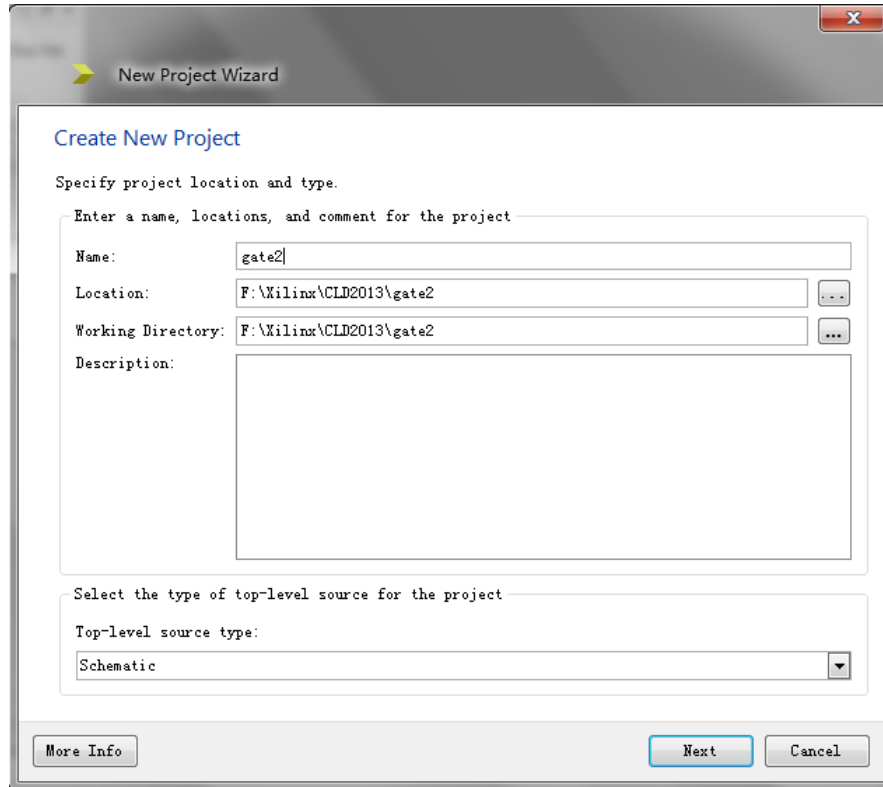 New Project Wizard
Create New Project
Specify project location and type.
Enter a name, locations, and comment for the project
Name: gate2
Location: F:\Xilinx\CLD2013\gate2 ...
Working Directory: F:\Xilinx\CLD2013\gate2 ...
Description:
Select the type of top-level source for the project
Top-level source type:
Schematic
More Info Next Cancel